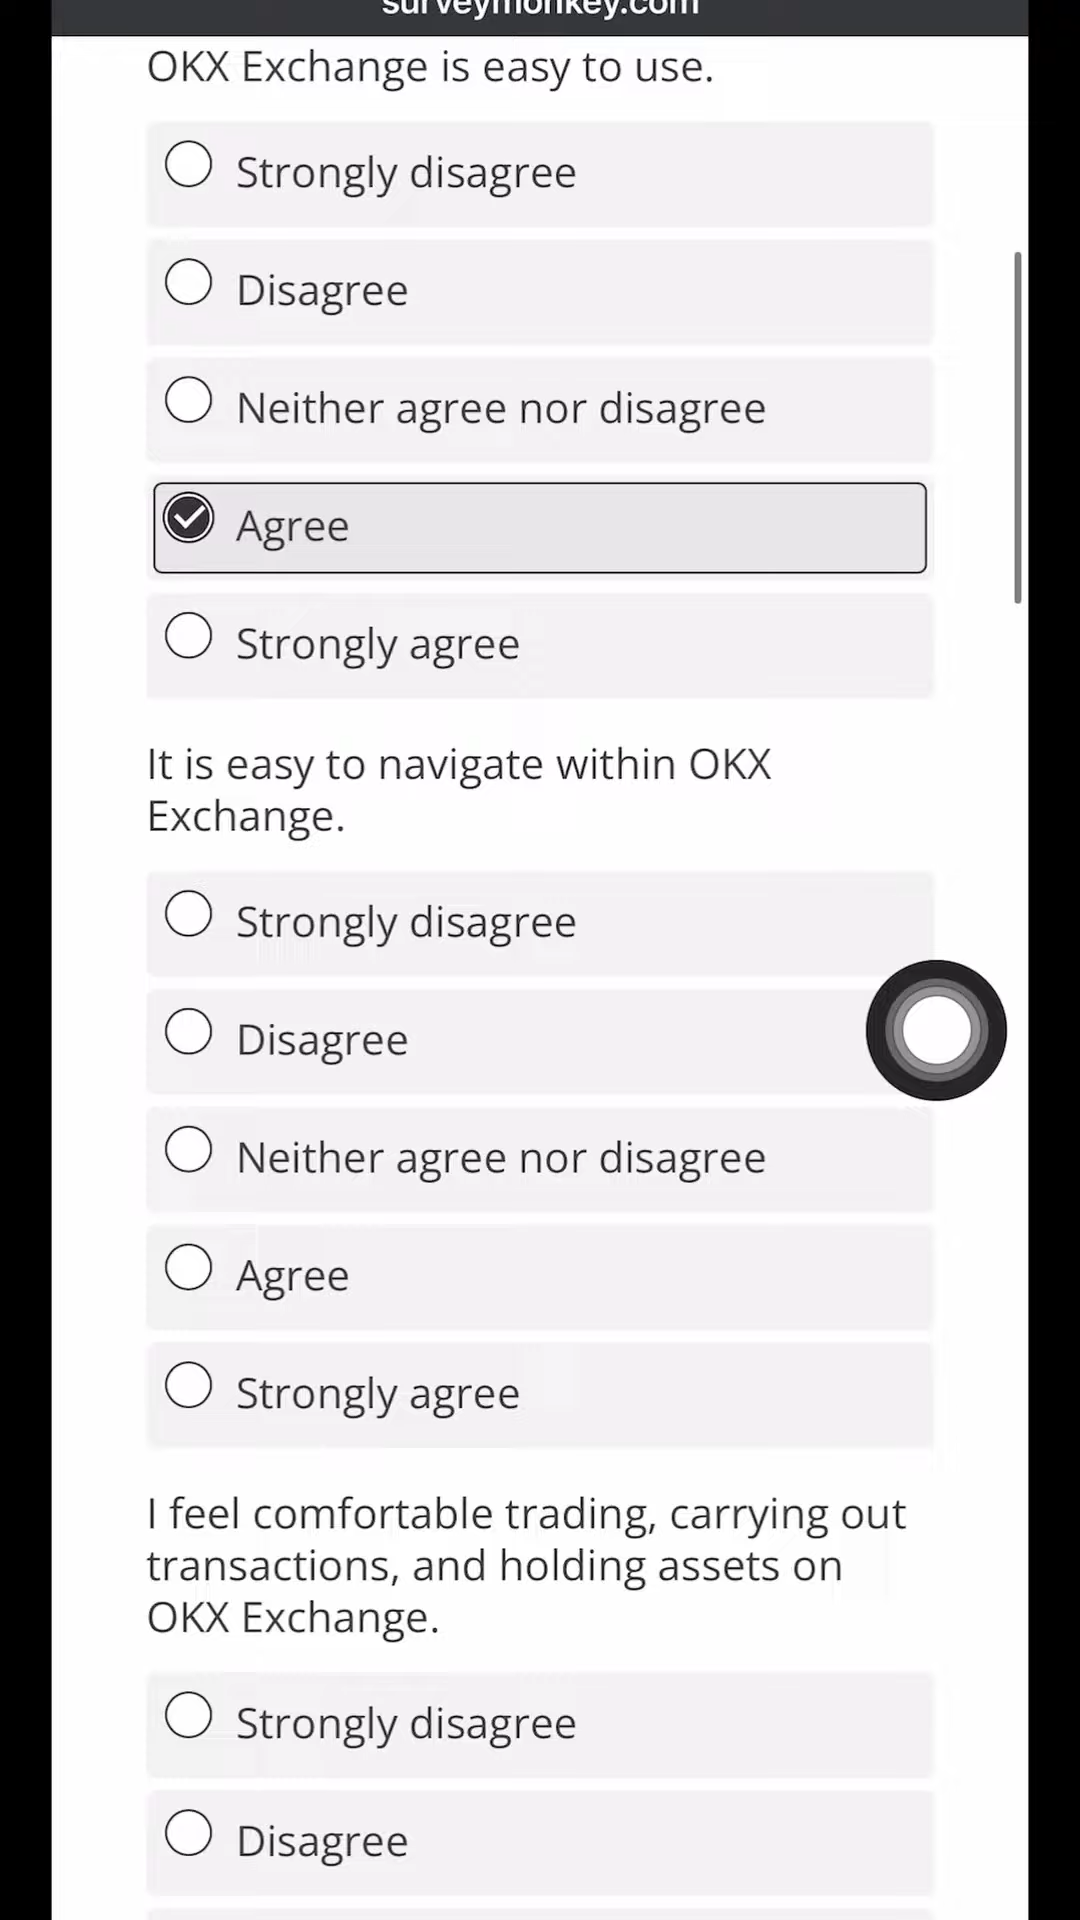 surveymonkey.com
OKX Exchange is easy to use.
Strongly disagree
Disagree
Neither agree nor disagree
Agree
Strongly agree
It is easy to navigate within OKX
Exchange.
Strongly disagree
Disagree
Neither agree nor disagree
Agree
Strongly agree
I feel comfortable trading, carrying out
transactions, and holding assets on
OKX Exchange.
Strongly disagree
Disagree